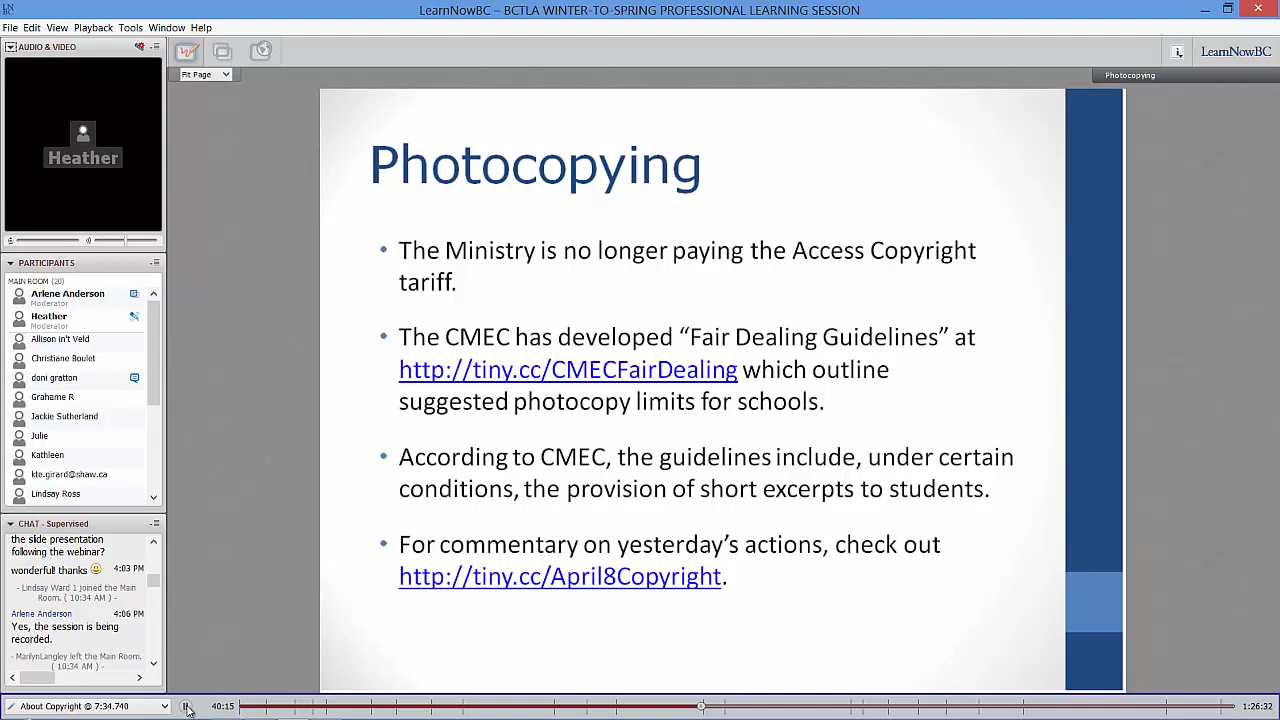 LN
BC
LearnNowBC – BCTLA WINTER-TO-SPRING PROFESSIONAL LEARNING SESSION
File Edit View Playback Tools Window Help
AUDIO & VIDEO
LearnNowBC
Fit Page
Photocopying
Heather
PARTICIPANTS
MAIN ROOM (20)
Arlene Anderson
Moderator
Heather
Moderator
Allison in't Veld
Christiane Boulet
doni gratton
Grahame R
Jackie Sutherland
Julie
Kathleen
kte.girard@shaw.ca
Lindsay Ross
CHAT - Supervised
the slide presentation
following the webinar?
wonderful! thanks 4:03 PM
- Lindsay Ward 1 joined the Main
Room. ( 10:34 AM ) -
Arlene Anderson 4:06 PM
Yes, the session is being
recorded.
- MarilynLangley left the Main Room.
( 10:34 AM ) -
Photocopying
• The Ministry is no longer paying the Access Copyright
tariff.
• The CMEC has developed “Fair Dealing Guidelines” at
http://tiny.cc/CMECFairDealing which outline
suggested photocopy limits for schools.
• According to CMEC, the guidelines include, under certain
conditions, the provision of short excerpts to students.
• For commentary on yesterday’s actions, check out
http://tiny.cc/April8Copyright.
About Copyright @ 7:34.740
40:15
1:26:32